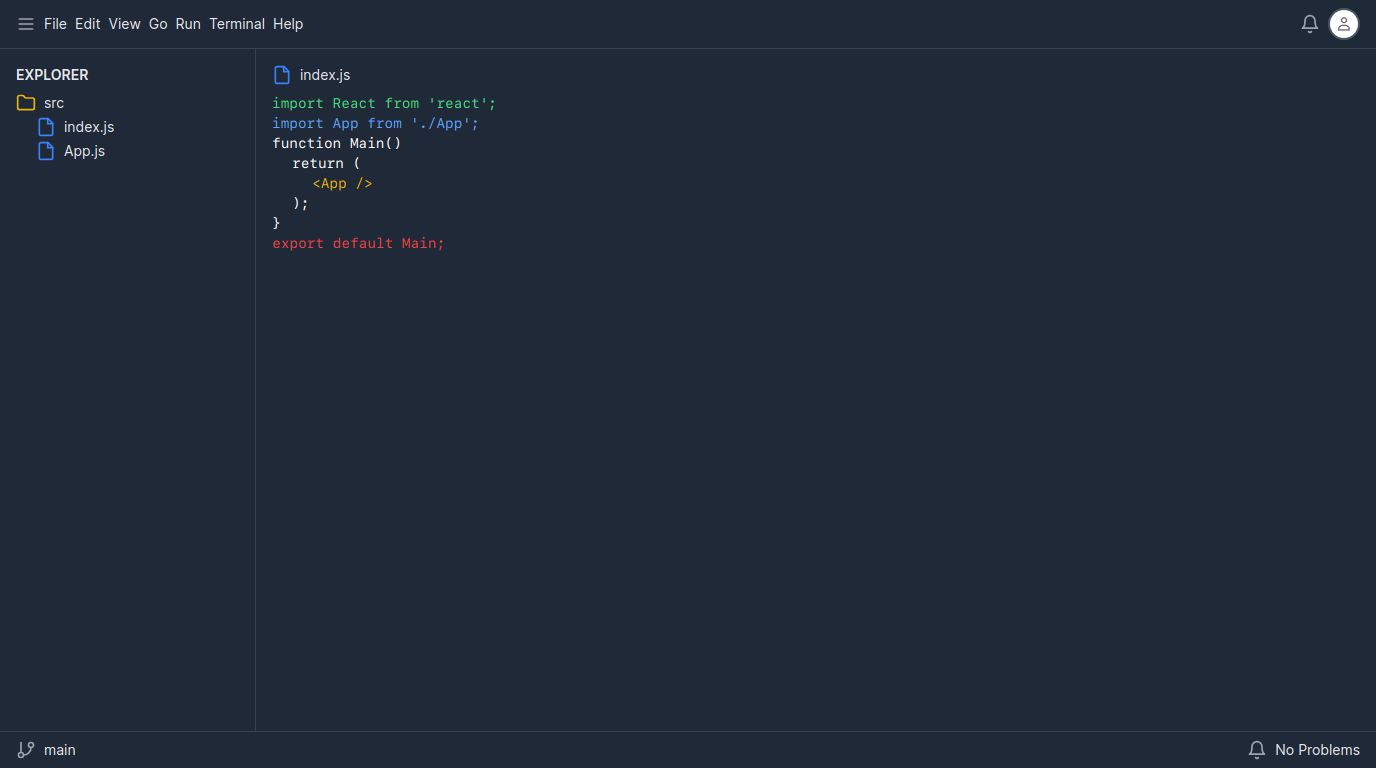 File Edit View Go Run Terminal Help
EXPLORER
src
index.js
App.js
index.js
import React from 'react';
import App from './App';
function Main()
return (
<App />
);
}
export default Main;
main
No Problems